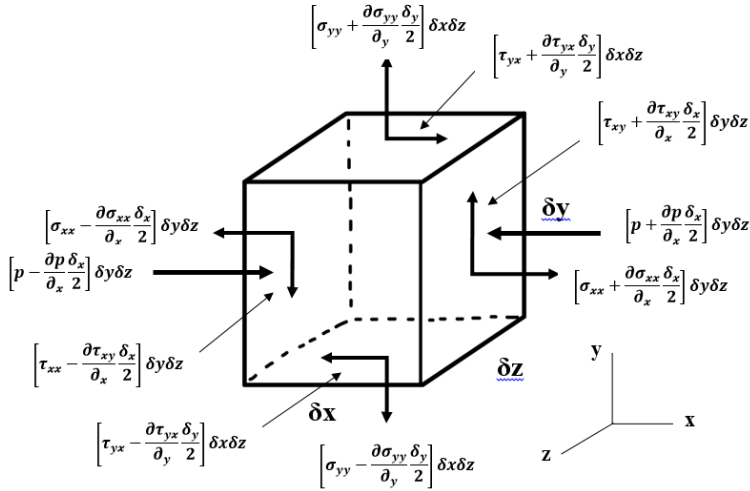 [σ_yy + ∂σ_yy/∂_y δ_y/2] δxδz
[τ_yx + ∂τ_yx/∂_y δ_y/2] δxδz
[τ_xy + ∂τ_xy/∂_x δ_x/2] δyδz
[σ_xx − ∂σ_xx/∂_x δ_x/2] δyδz
δy
[p + ∂p/∂_x δ_x/2] δyδz
[p − ∂p/∂_x δ_x/2] δyδz
[σ_xx + ∂σ_xx/∂_x δ_x/2] δyδz
[τ_xx − ∂τ_xy/∂_x δ_x/2] δyδz
y
δz
δx
x
[τ_yx − ∂τ_yx/∂_y δ_y/2] δxδz
z
[σ_yy − ∂σ_yy/∂_y δ_y/2] δxδz